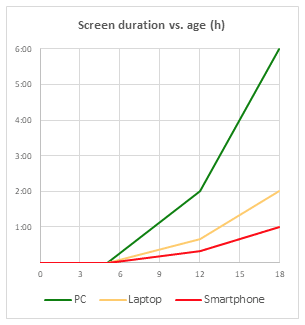 Screen duration vs. age (h)
6:00
5:00
4:00
3:00
2:00
1:00
0 3 6 9 12 15 18
PC Laptop Smartphone